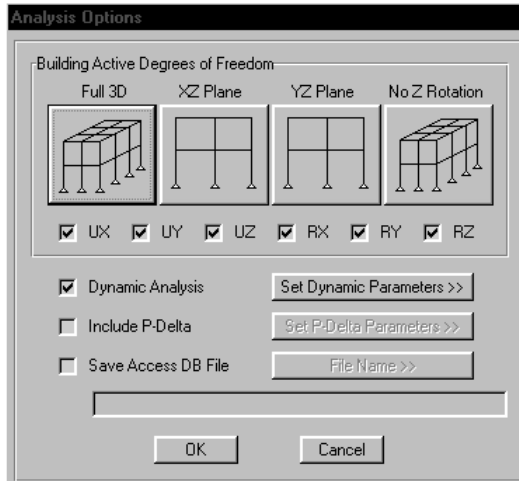 Analysis Options
Building Active Degrees of Freedom
Full 3D XZ Plane YZ Plane No Z Rotation
UX UY UZ RX RY RZ
Dynamic Analysis Set Dynamic Parameters >>
Include P-Delta Set P-Delta Parameters >>
Save Access DB File File Name >>
OK Cancel